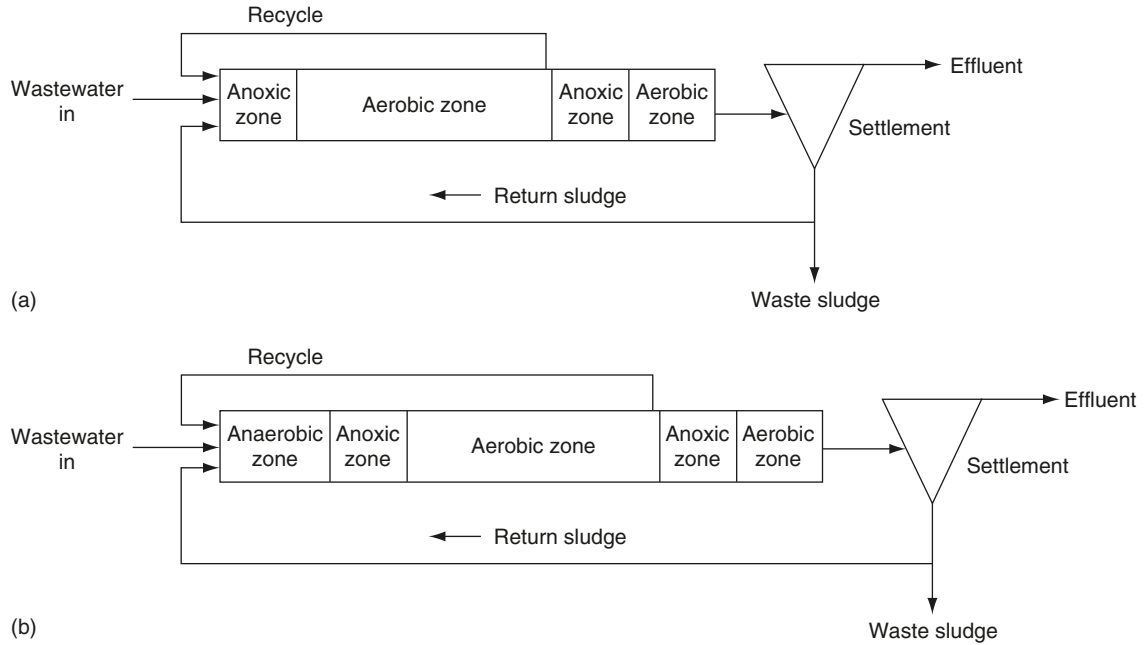 Recycle
Wastewater
in
Anoxic
zone
Aerobic zone
Anoxic
zone
Aerobic
zone
Effluent
Settlement
Return sludge
Waste sludge
(a)
Recycle
Wastewater
in
Anaerobic
zone
Anoxic
zone
Aerobic zone
Anoxic
zone
Aerobic
zone
Effluent
Settlement
Return sludge
Waste sludge
(b)